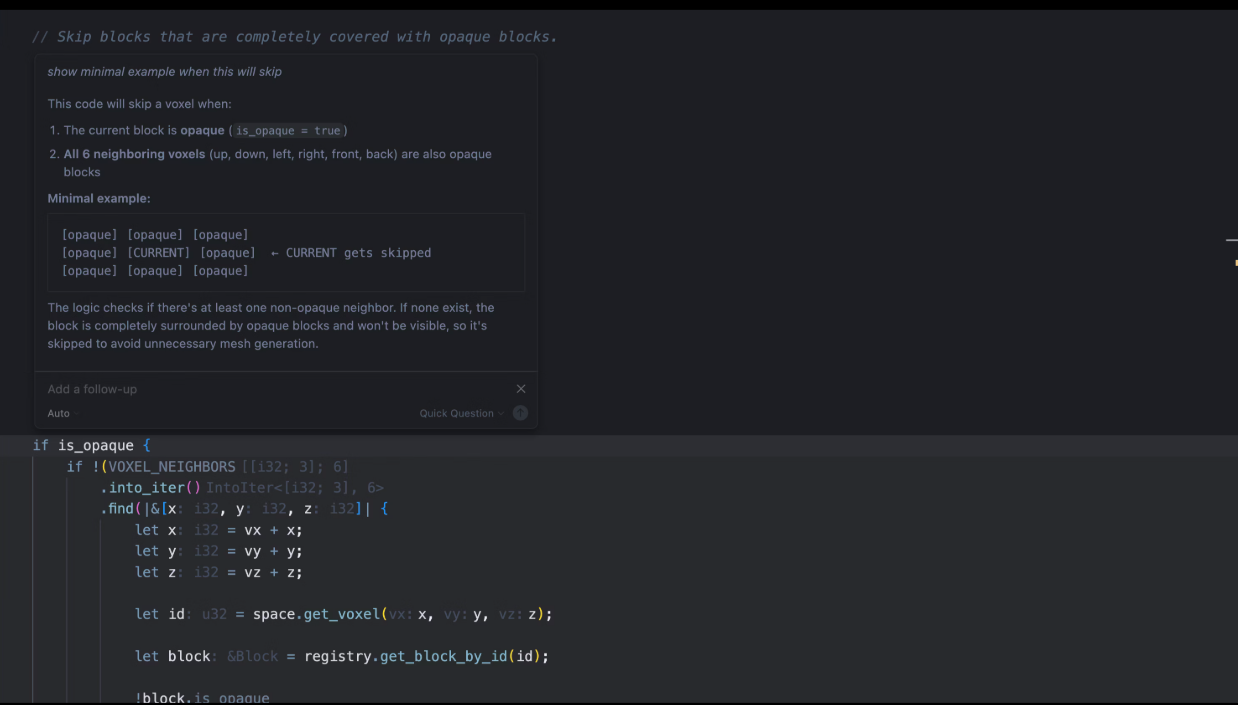 // Skip blocks that are completely covered with opaque blocks.
show minimal example when this will skip
This code will skip a voxel when:
1. The current block is opaque (is_opaque = true)
2. All 6 neighboring voxels (up, down, left, right, front, back) are also opaque
blocks
Minimal example:
[opaque] [opaque] [opaque]
[opaque] [CURRENT] [opaque] ← CURRENT gets skipped
[opaque] [opaque] [opaque]
The logic checks if there's at least one non-opaque neighbor. If none exist, the
block is completely surrounded by opaque blocks and won't be visible, so it's
skipped to avoid unnecessary mesh generation.
Add a follow-up
Auto
Quick Question
if is_opaque {
if !(VOXEL_NEIGHBORS [[i32; 3]; 6]
.into_iter() IntoIter<[i32; 3], 6>
.find(|&[x: i32, y: i32, z: i32]| {
let x: i32 = vx + x;
let y: i32 = vy + y;
let z: i32 = vz + z;
let id: u32 = space.get_voxel(vx: x, vy: y, vz: z);
let block: &Block = registry.get_block_by_id(id);
!block.is_opaque